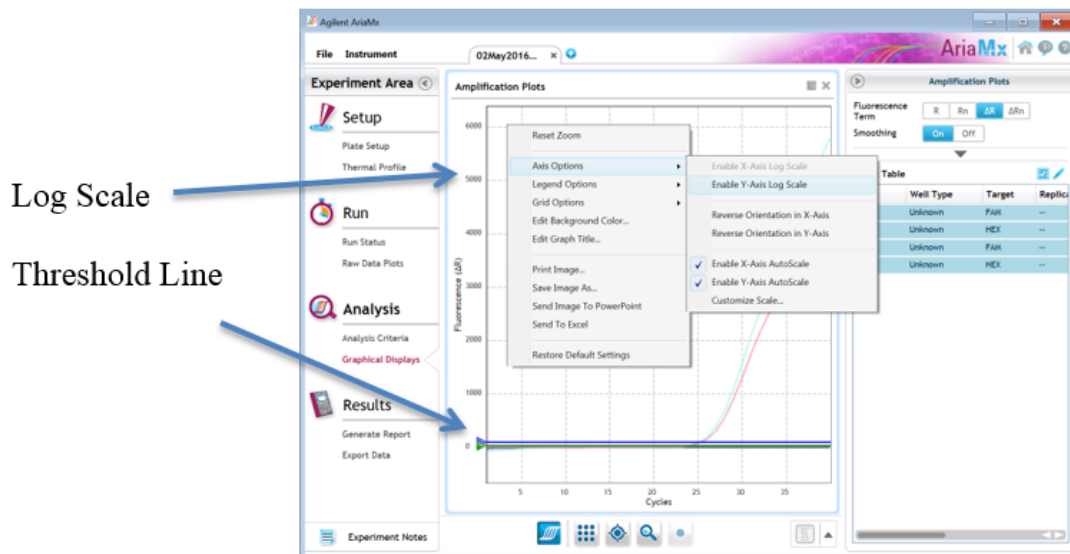 Agilent AriaMx
File Instrument
02May2016...
AriaMx
Experiment Area
Setup
Plate Setup
Thermal Profile
Run
Run Status
Raw Data Plots
Analysis
Analysis Criteria
Graphical Displays
Results
Generate Report
Export Data
Experiment Notes
Log Scale
Threshold Line
Amplification Plots
6000
5000
4000
3000
2000
1000
0
Fluorescence (ΔR)
5 10 15 20 25 30 35
Cycles
Reset Zoom
Axis Options
Legend Options
Grid Options
Edit Background Color...
Edit Graph Title...
Print Image...
Save Image As...
Send Image To PowerPoint
Send To Excel
Restore Default Settings
Enable X-Axis Log Scale
Enable Y-Axis Log Scale
Reverse Orientation in X-Axis
Reverse Orientation in Y-Axis
Enable X-Axis AutoScale
Enable Y-Axis AutoScale
Customize Scale...
Amplification Plots
Fluorescence
Term
R Rn ΔR ΔRn
Smoothing
On Off
Table
Well Type Target
Unknown FAM --
Unknown HEX --
Unknown FAM --
Unknown HEX --